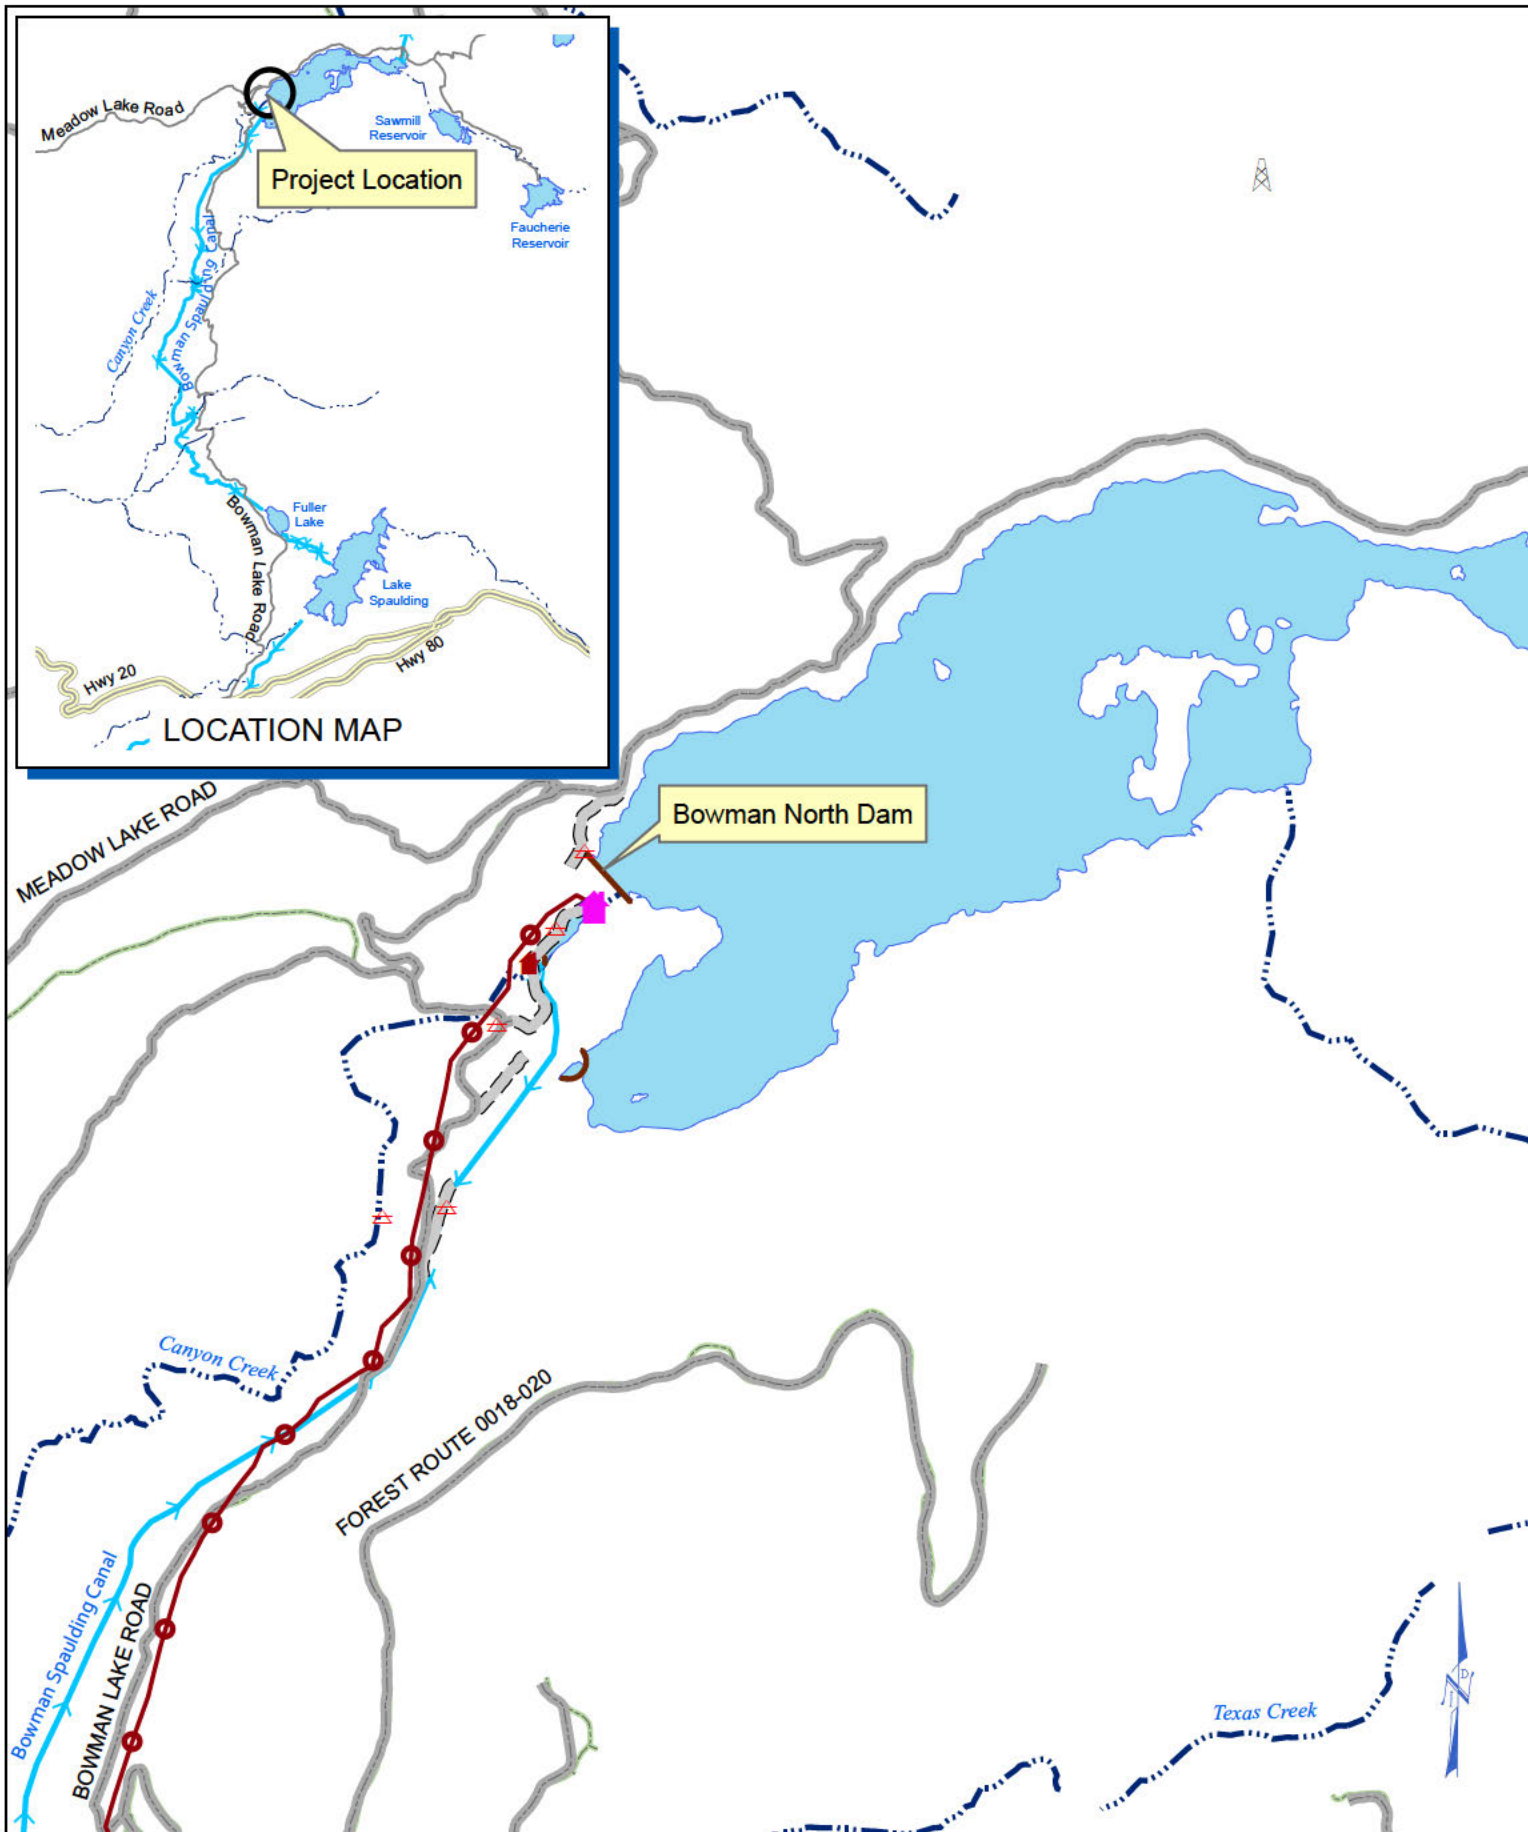 Meadow Lake Road
Sawmill
Reservoir
Project Location
Faucherie
Reservoir
Bowman Spaulding Canal
Canyon Creek
Fuller
Lake
Bowman Lake Road
Lake
Spaulding
Hwy 20
Hwy 80
LOCATION MAP
MEADOW LAKE ROAD
Bowman North Dam
Canyon Creek
FOREST ROUTE 0018-020
Bowman Spaulding Canal
BOWMAN LAKE ROAD
Texas Creek
NID